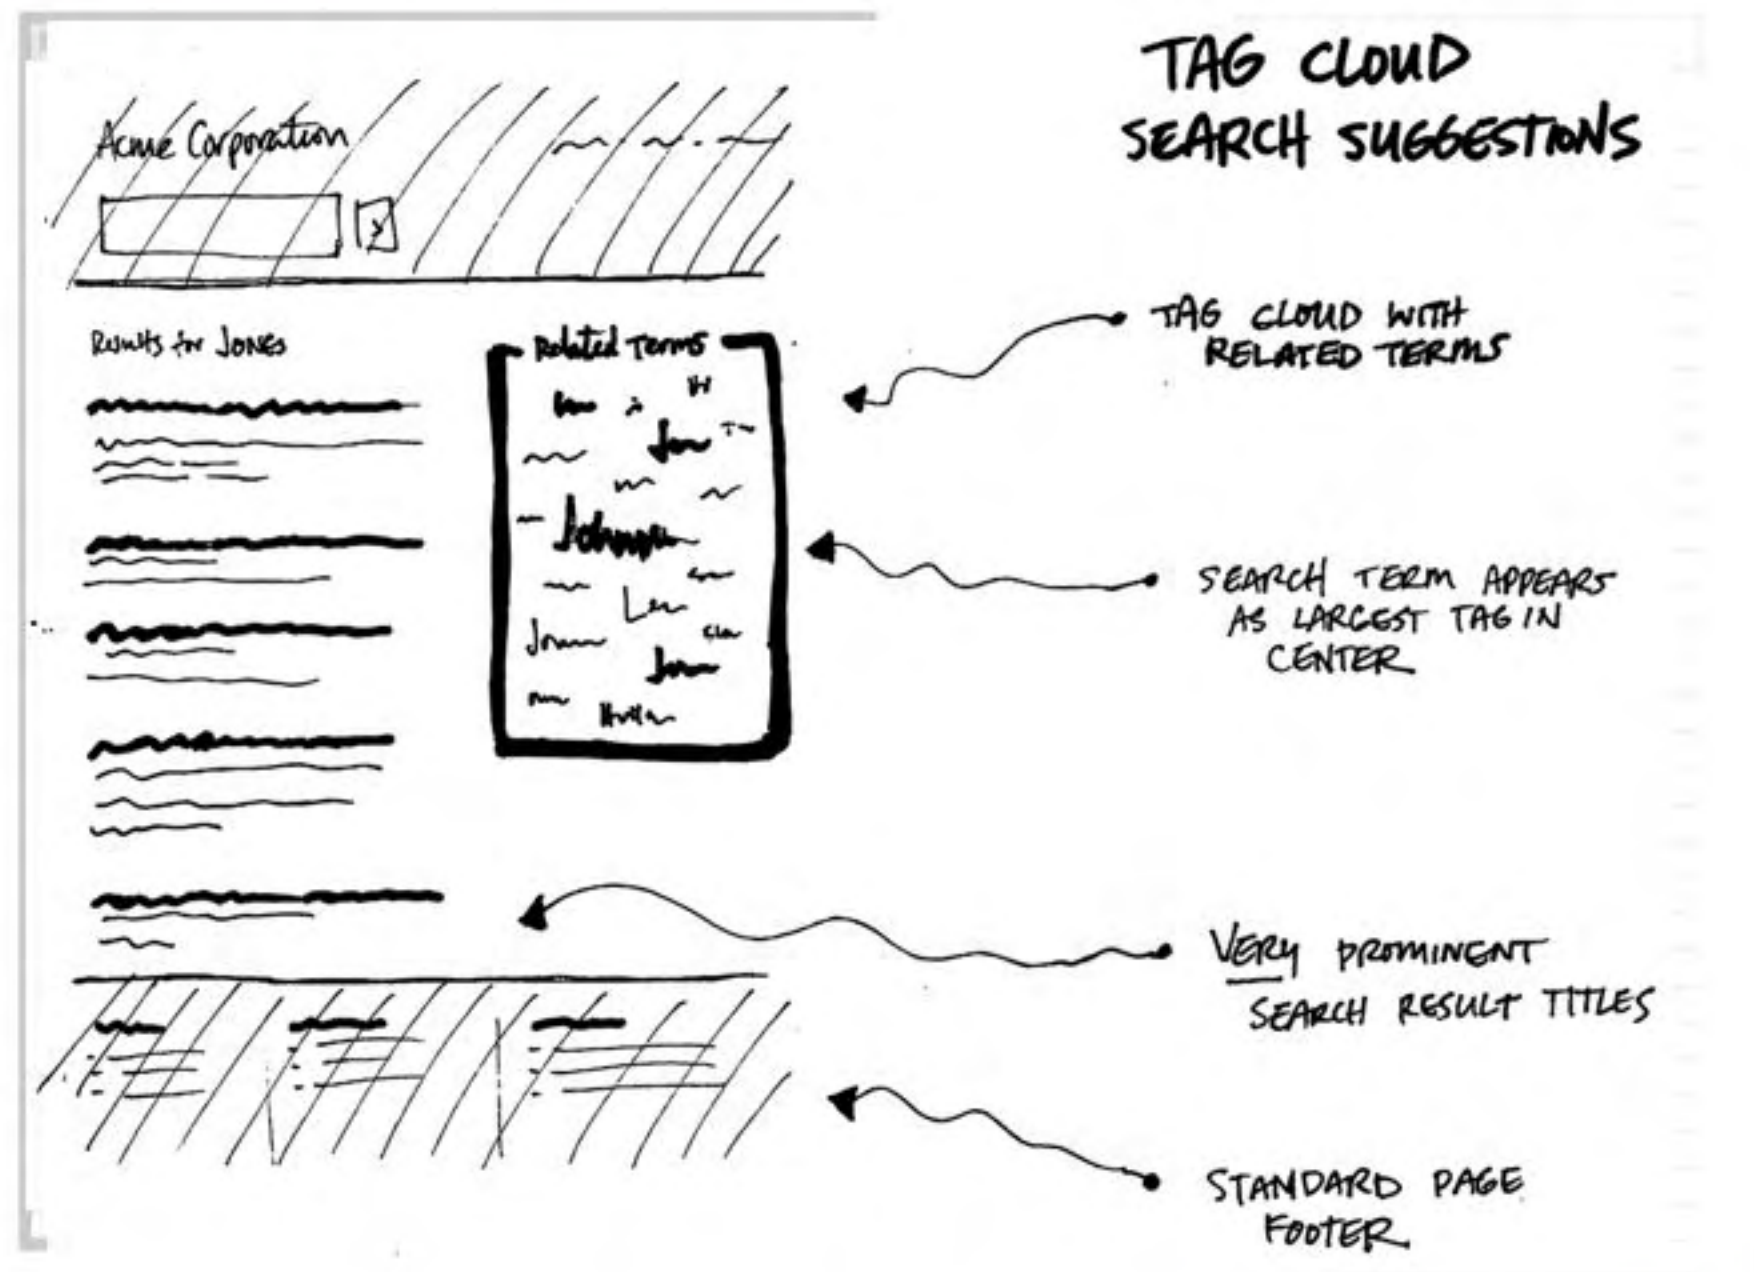 TAG CLOUD
SEARCH SUGGESTIONS
Acme Corporation
Results for JONES
Related Terms
TAG CLOUD WITH
RELATED TERMS
SEARCH TERM APPEARS
AS LARGEST TAG IN
CENTER
VERY PROMINENT
SEARCH RESULT TITLES
STANDARD PAGE
FOOTER